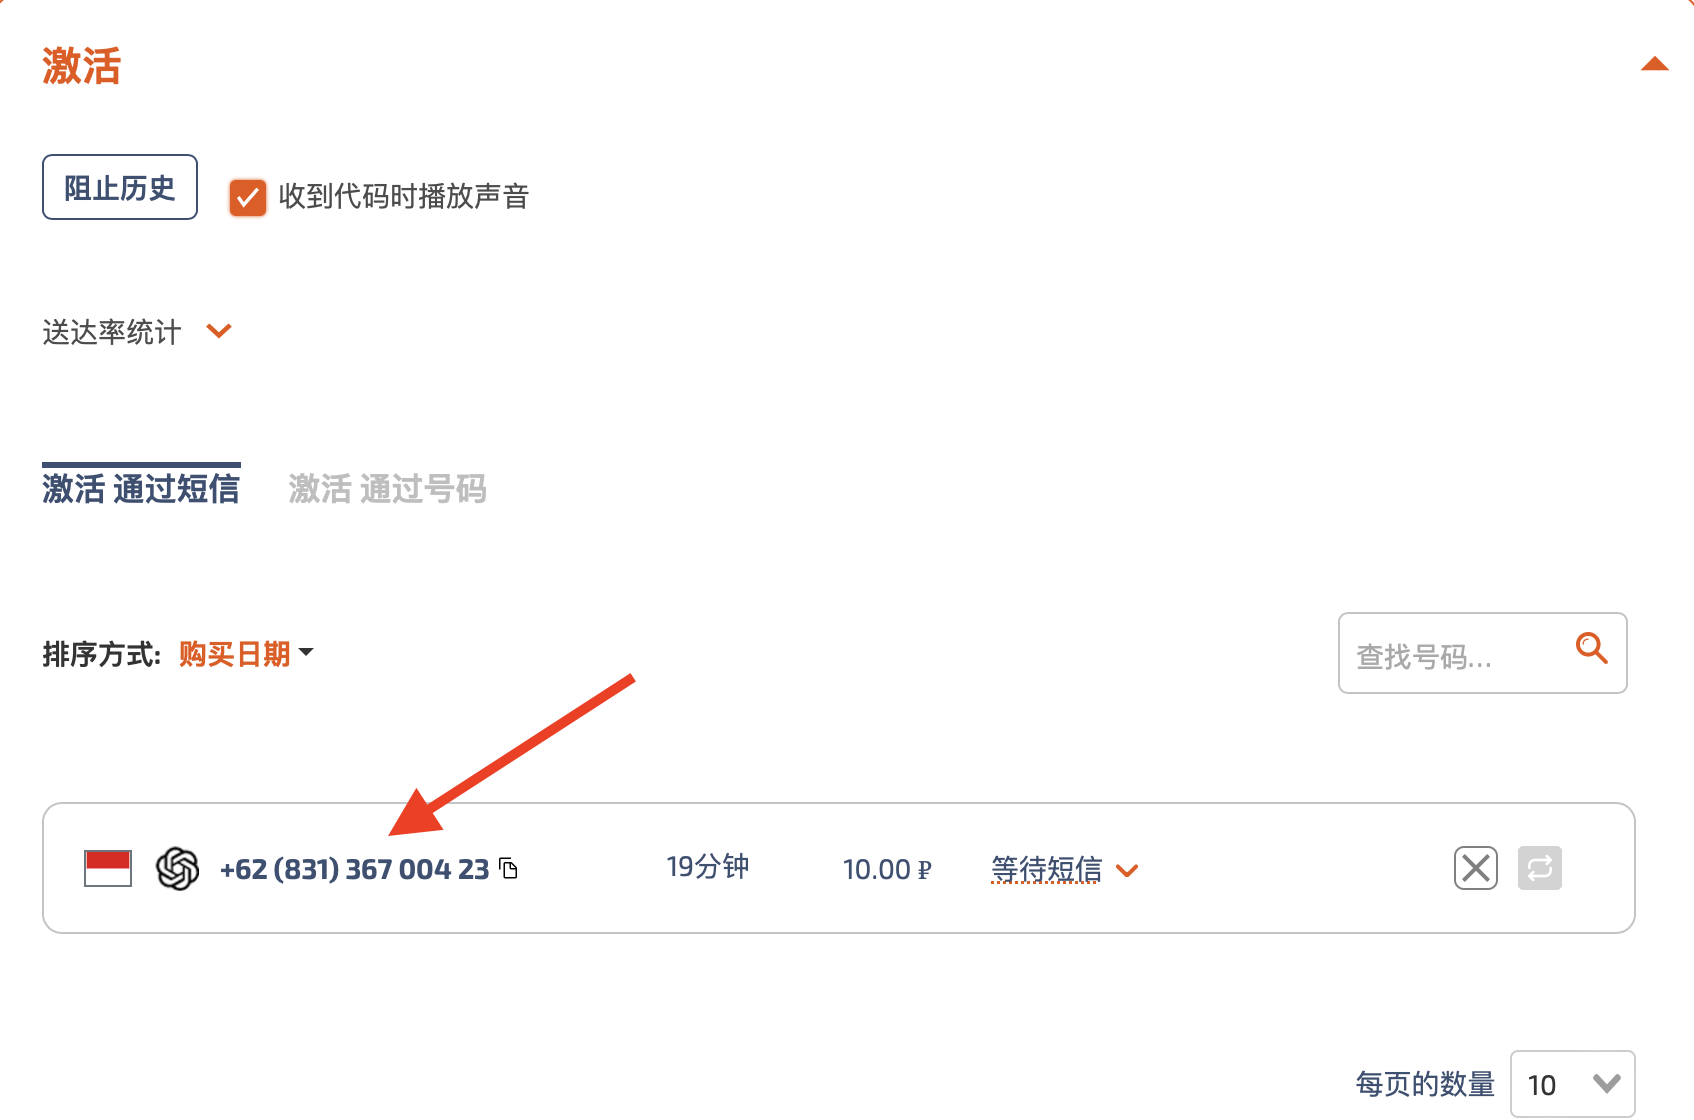 激活
阻止历史
收到代码时播放声音
送达率统计
激活 通过短信
激活 通过号码
排序方式: 购买日期
查找号码...
+62 (831) 367 004 23
19分钟
10.00 ₽
等待短信
每页的数量 10